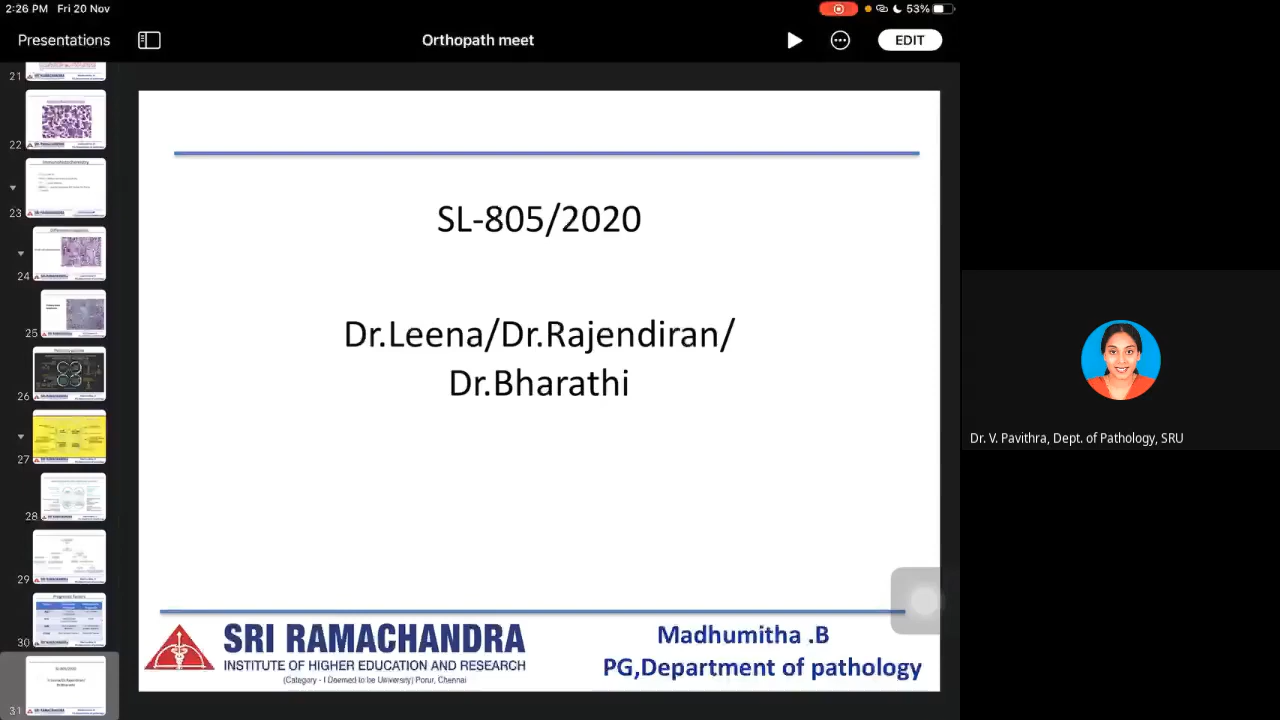 2:26 PM Fri 20 Nov
53%
Presentations
Orthopath meet
EDIT
21
22
23
24
25
26
27
28
29
30
31
Immunohistochemistry
Prognostic factors
SL-805/2020
Dr.Leena/Dr.Rajendiran/
Dr.Bharathi
SRI RAMACHANDRA
INSTITUTE OF HIGHER EDUCATION AND RESEARCH
(Category - I Deemed to be University) Porur, Chennai
Madhumitha .B
PG,Department of pathology
Dr. V. Pavithra, Dept. of Pathology, SRU